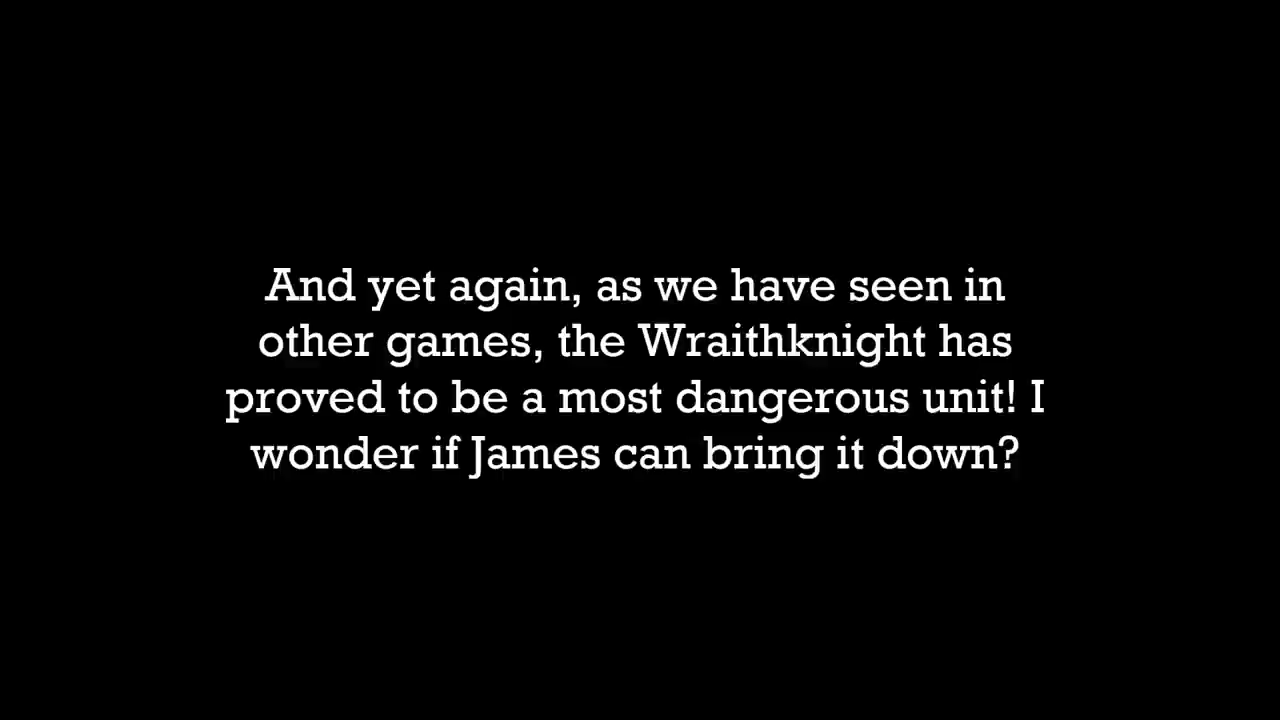 And yet again, as we have seen in
other games, the Wraithknight has
proved to be a most dangerous unit! I
wonder if James can bring it down?